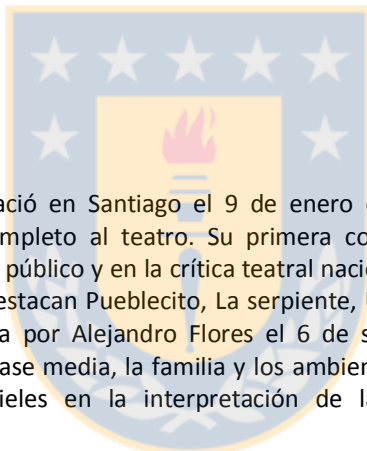 ació en Santiago el 9 de enero
mpleto al teatro. Su primera co
público y en la crítica teatral nacio
estacan Pueblecito, La serpiente,
a por Alejandro Flores el 6 de s
ase media, la familia y los ambien
ieles en la interpretación de l